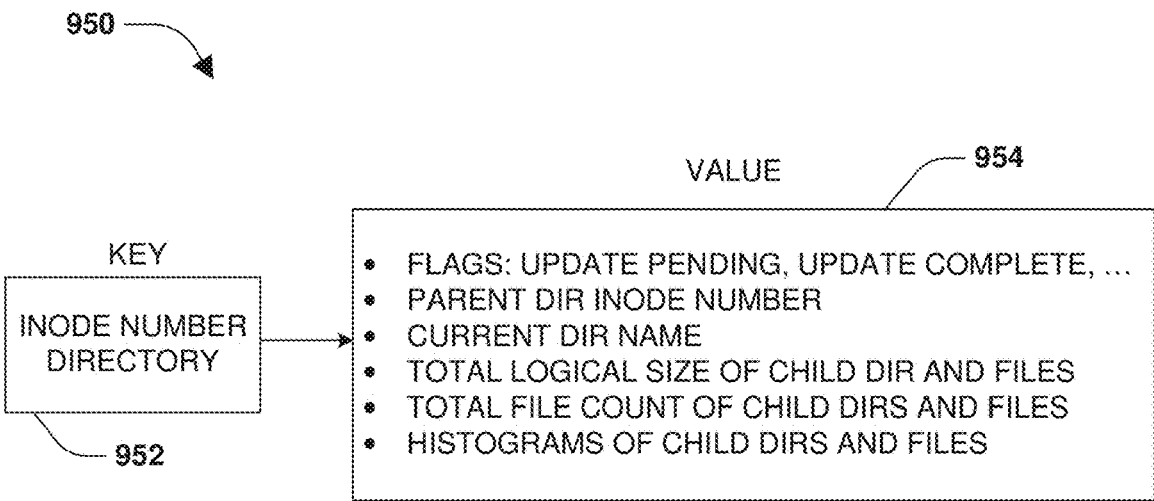 950
VALUE
954
KEY
INODE NUMBER
DIRECTORY
952
• FLAGS: UPDATE PENDING, UPDATE COMPLETE, ...
• PARENT DIR INODE NUMBER
• CURRENT DIR NAME
• TOTAL LOGICAL SIZE OF CHILD DIR AND FILES
• TOTAL FILE COUNT OF CHILD DIRS AND FILES
• HISTOGRAMS OF CHILD DIRS AND FILES